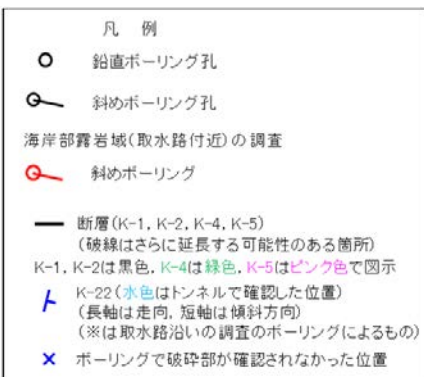 凡 例
鉛直ボーリング孔
斜めボーリング孔
海岸部露岩域(取水路付近)の調査
斜めボーリング
断層(K-1, K-2, K-4, K-5)
(破線はさらに延長する可能性のある箇所)
K-1, K-2は黒色, K-4は緑色, K-5はピンク色で図示
K-22(水色はトンネルで確認した位置)
(長軸は走向, 短軸は傾斜方向)
(※は取水路沿いの調査のボーリングによるもの)
ボーリングで破砕部が確認されなかった位置